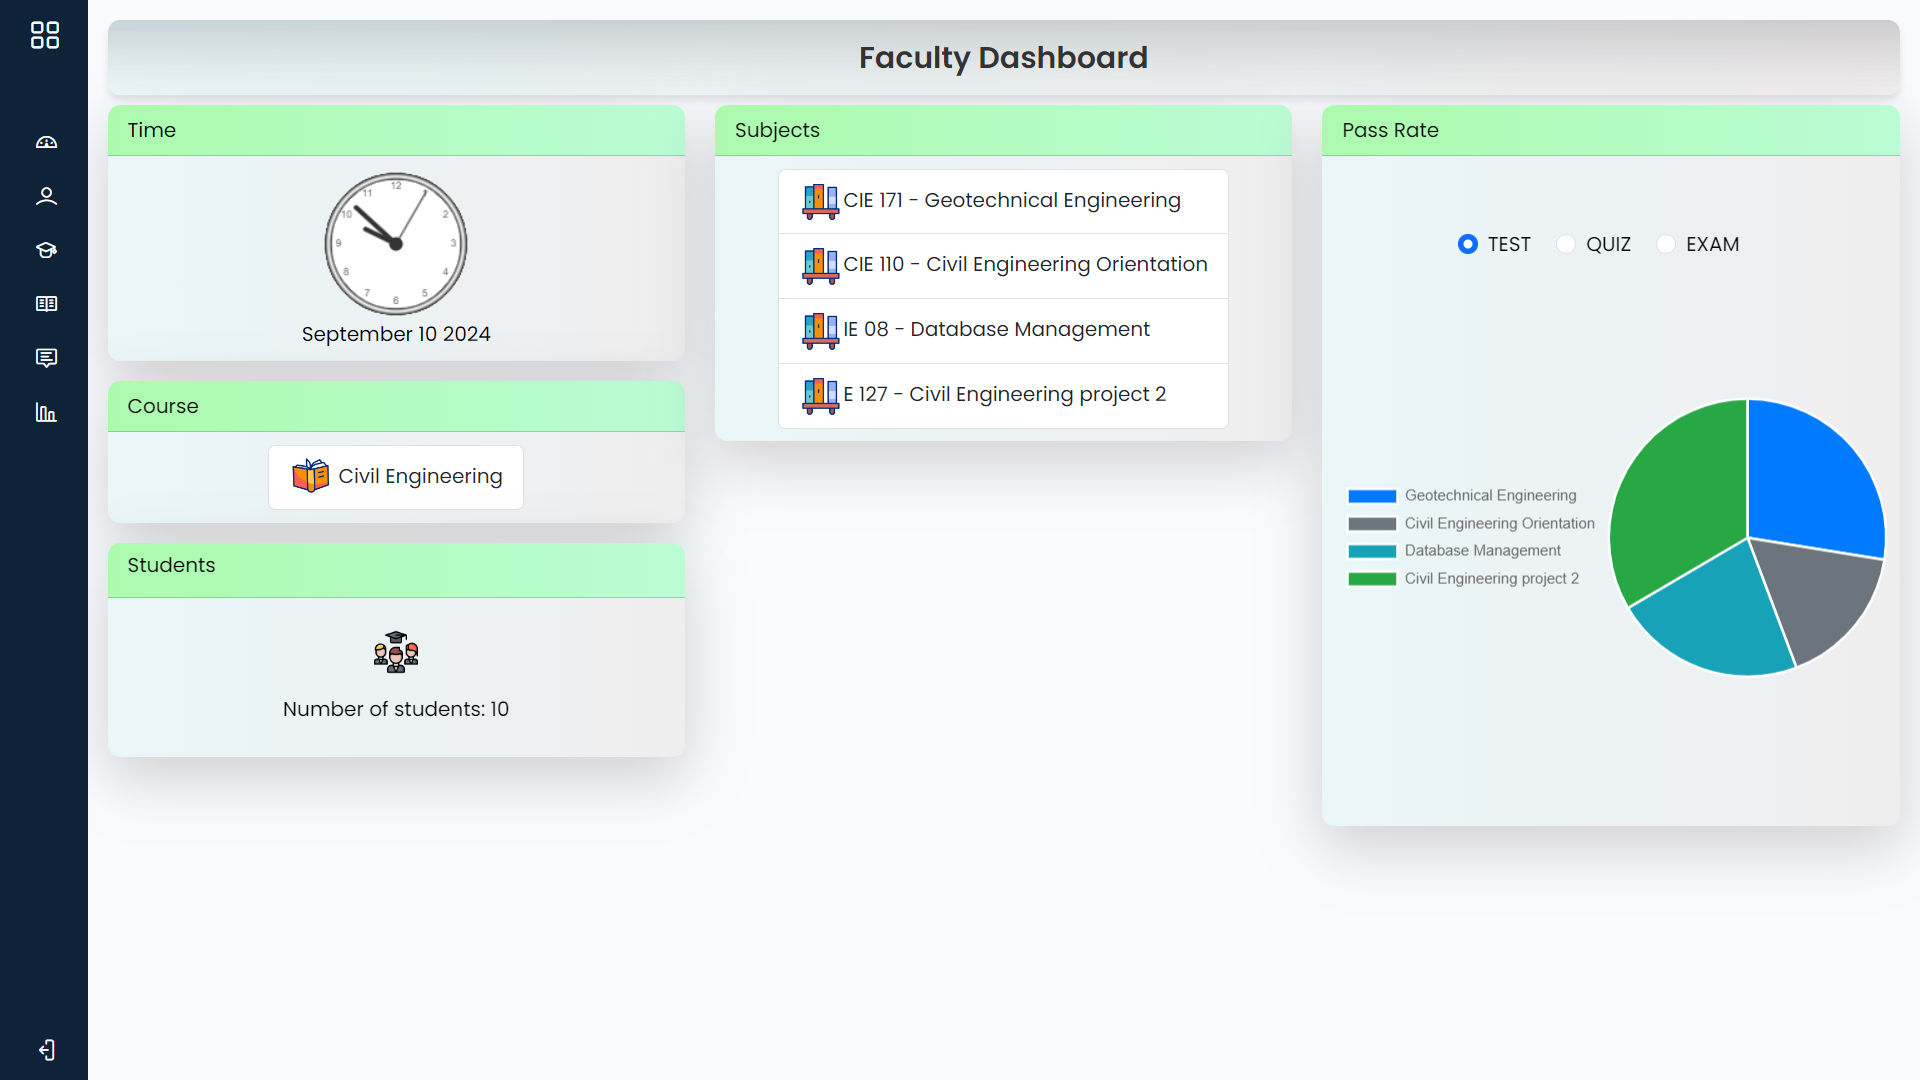 Faculty Dashboard
Time
12
11
1
10
2
9
3
8
4
7
5
6
September 10 2024
Course
Civil Engineering
Students
Number of students: 10
Subjects
CIE 171 - Geotechnical Engineering
CIE 110 - Civil Engineering Orientation
IE 08 - Database Management
E 127 - Civil Engineering project 2
Pass Rate
TEST QUIZ EXAM
Geotechnical Engineering
Civil Engineering Orientation
Database Management
Civil Engineering project 2